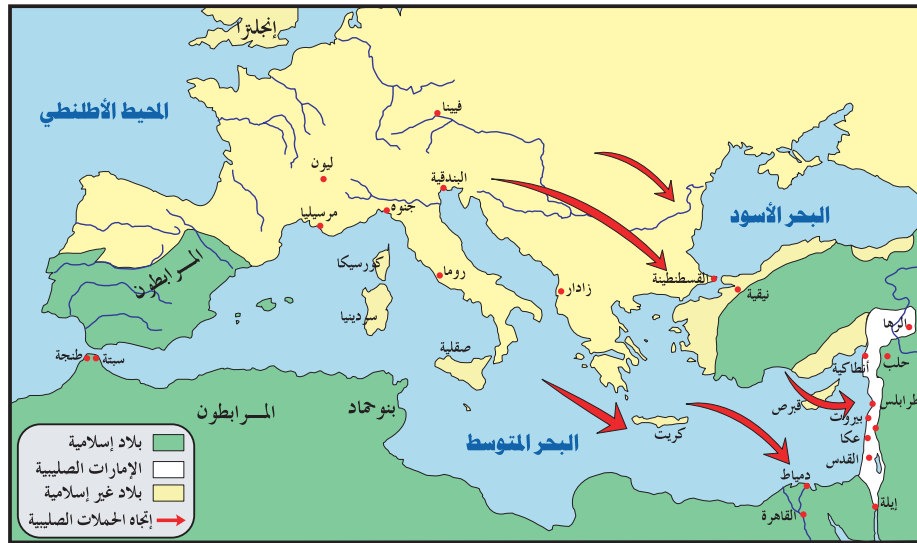 إنجلترا
المحيط الأطلنطي
فيينا
ليون
البندقية
جنوه
مرسيليا
البحر الأسود
المرابطون
كورسيكا
روما
زادار
القسطنطينة
نيقية
سردينيا
الرها
صقلية
طنجة
سبتة
أنطاكية
حلب
المرابطون
بنو حماد
قبرص
طرابلس
بيروت
كريت
عكا
البحر المتوسط
القدس
دمياط
القاهرة
إيلة
بلاد إسلامية
الإمارات الصليبية
بلاد غير إسلامية
إتجاه الحملات الصليبية